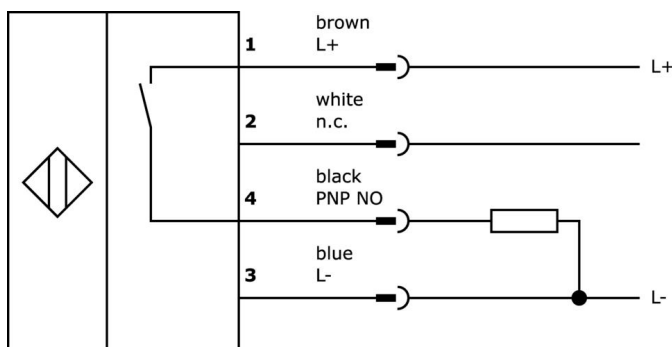 brown
1 L+ L+
white
2 n.c.
black
4 PNP NO
blue
3 L- L-